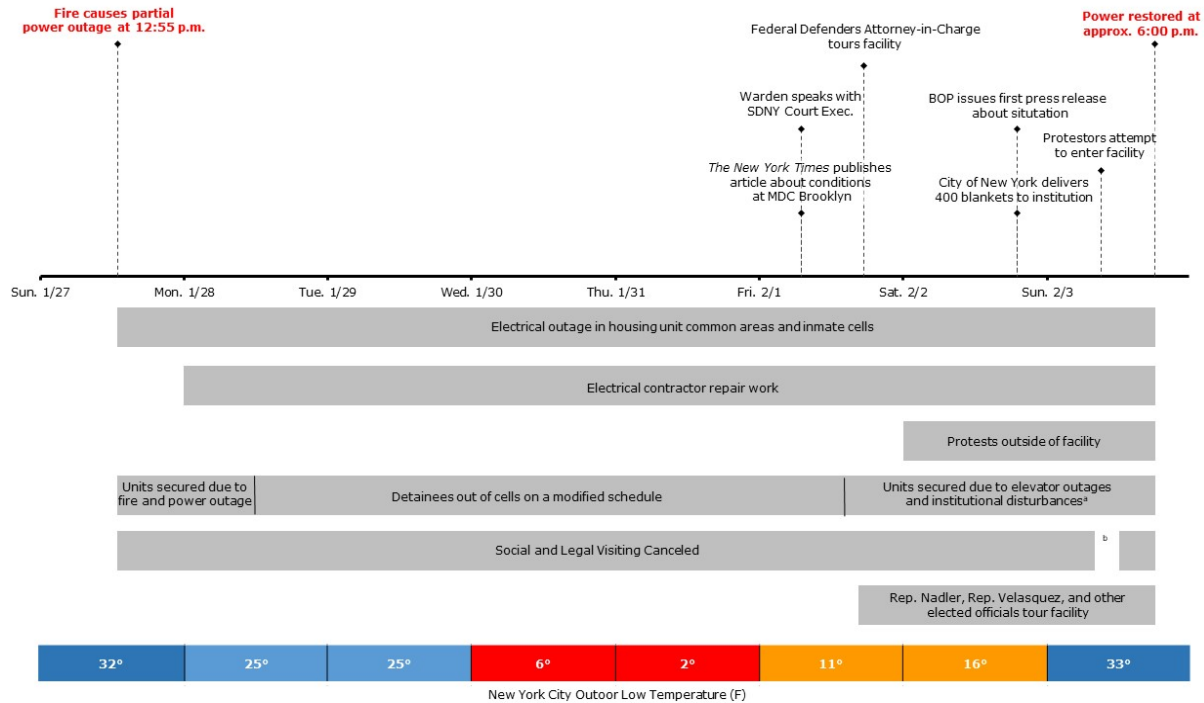 Fire causes partial
power outage at 12:55 p.m.
Power restored at
approx. 6:00 p.m.
Federal Defenders Attorney-in-Charge
tours facility
Warden speaks with
SDNY Court Exec.
BOP issues first press release
about situtation
Protestors attempt
to enter facility
The New York Times publishes
article about conditions
at MDC Brooklyn
City of New York delivers
400 blankets to institution
Sun. 1/27
Mon. 1/28
Tue. 1/29
Wed. 1/30
Thu. 1/31
Fri. 2/1
Sat. 2/2
Sun. 2/3
Electrical outage in housing unit common areas and inmate cells
Electrical contractor repair work
Protests outside of facility
Units secured due to
fire and power outage
Detainees out of cells on a modified schedule
Units secured due to elevator outages
and institutional disturbancesª
Social and Legal Visiting Canceled
b
Rep. Nadler, Rep. Velasquez, and other
elected officials tour facility
32°
25°
25°
6°
2°
11°
16°
33°
New York City Outoor Low Temperature (F)